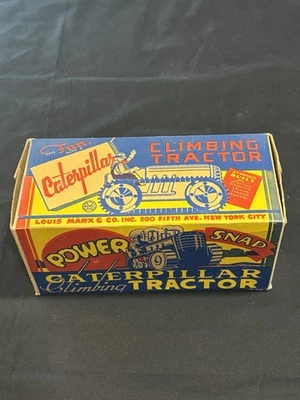 Caterpillar
CLIMBING
TRACTOR
LOUIS MARX & CO. INC. 200 FIFTH AVE. NEW YORK CITY
POWER
SNAP
CATERPILLAR
Climbing TRACTOR